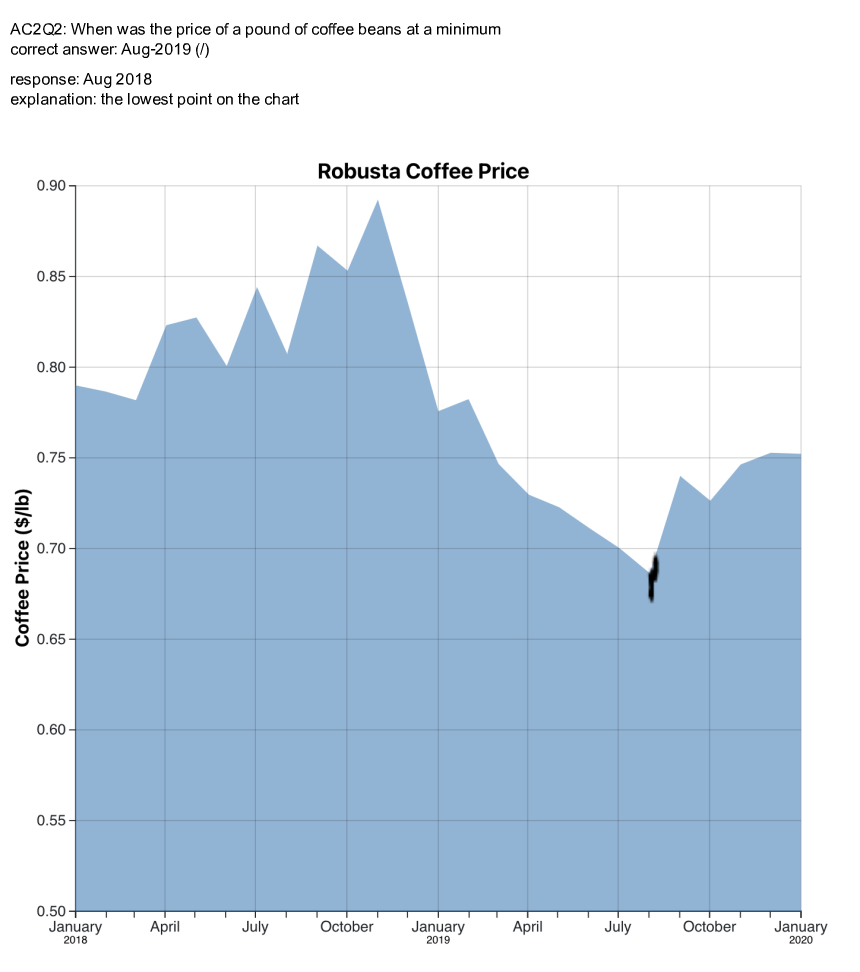 AC2Q2: When was the price of a pound of coffee beans at a minimum
correct answer: Aug-2019 (/)
response: Aug 2018
explanation: the lowest point on the chart
Robusta Coffee Price
Coffee Price ($/lb)
0.90
0.85
0.80
0.75
0.70
0.65
0.60
0.55
0.50
January April July October January April July October January
2018 2019 2020